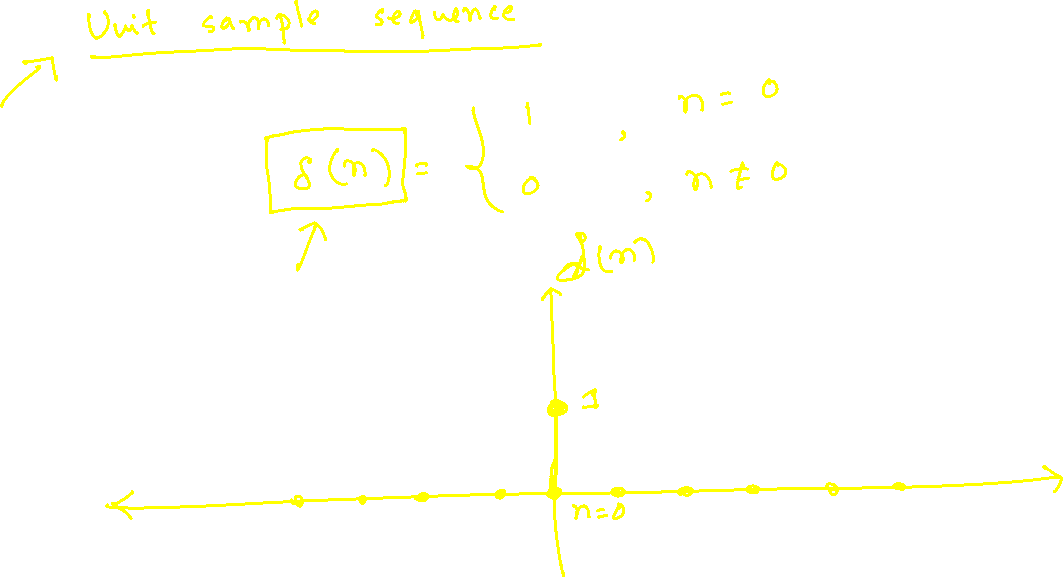 Unit sample sequence
δ(n) = { 1 , n = 0
0 , n ≠ 0
δ(n)
1
n=0